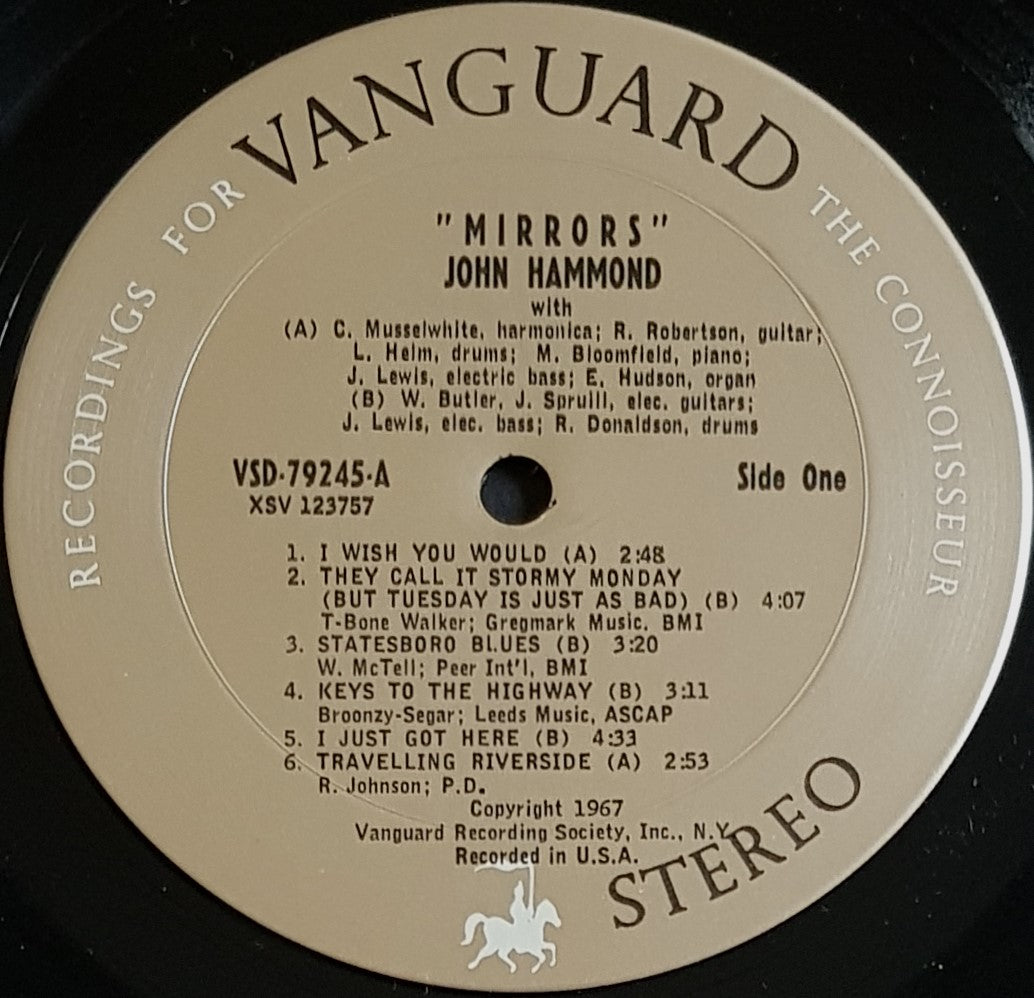 RECORDINGS FOR VANGUARD THE CONNOISSEUR
"MIRRORS"
JOHN HAMMOND
with
(A) C. Musselwhite, harmonica; R. Robertson, guitar;
L. Helm, drums; M. Bloomfield, piano;
J. Lewis, electric bass; E. Hudson, organ
(B) W. Butler, J. Spruill, elec. guitars;
J. Lewis, elec. bass; R. Donaldson, drums
VSD-79245-A Side One
XSV 123757
1. I WISH YOU WOULD (A) 2:48
2. THEY CALL IT STORMY MONDAY
(BUT TUESDAY IS JUST AS BAD) (B) 4:07
T-Bone Walker; Gregmark Music, BMI
3. STATESBORO BLUES (B) 3:20
W. McTell; Peer Int'l, BMI
4. KEYS TO THE HIGHWAY (B) 3:11
Broonzy-Segar; Leeds Music, ASCAP
5. I JUST GOT HERE (B) 4:33
6. TRAVELLING RIVERSIDE (A) 2:53
R. Johnson; P.D.
Copyright 1967
Vanguard Recording Society, Inc., N.Y.
Recorded in U.S.A.
STEREO